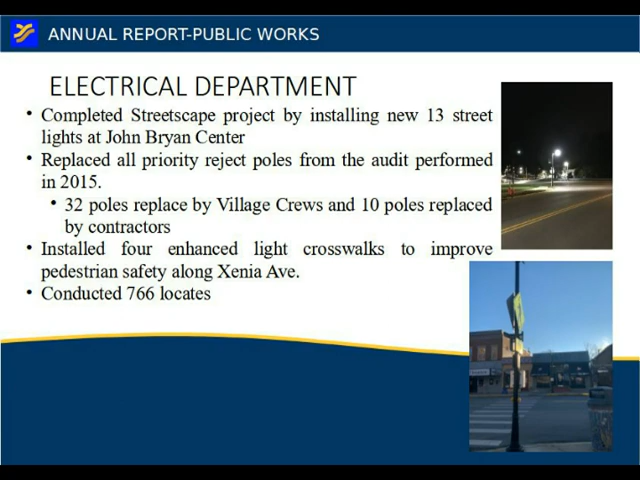 ANNUAL REPORT-PUBLIC WORKS
ELECTRICAL DEPARTMENT
• Completed Streetscape project by installing new 13 street
lights at John Bryan Center
• Replaced all priority reject poles from the audit performed
in 2015.
• 32 poles replace by Village Crews and 10 poles replaced
by contractors
• Installed four enhanced light crosswalks to improve
pedestrian safety along Xenia Ave.
• Conducted 766 locates